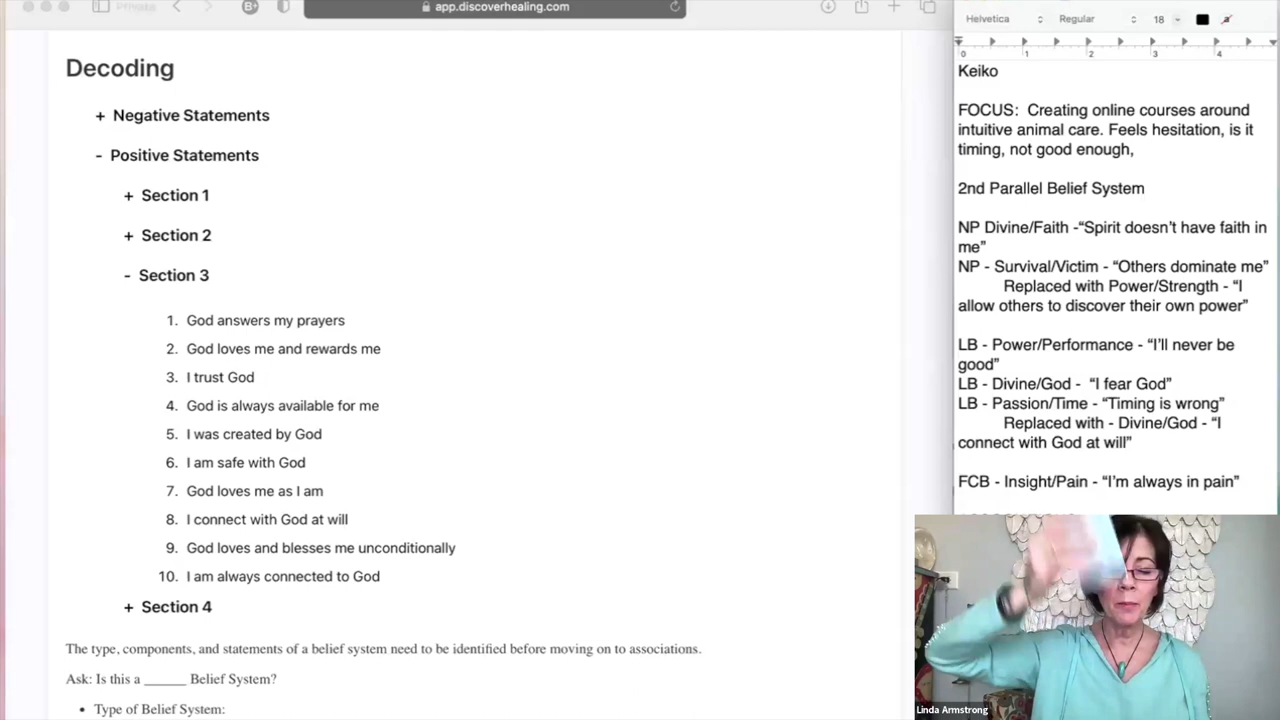 Private
app.discoverhealing.com
Decoding
+ Negative Statements
- Positive Statements
+ Section 1
+ Section 2
- Section 3
1. God answers my prayers
2. God loves me and rewards me
3. I trust God
4. God is always available for me
5. I was created by God
6. I am safe with God
7. God loves me as I am
8. I connect with God at will
9. God loves and blesses me unconditionally
10. I am always connected to God
+ Section 4
The type, components, and statements of a belief system need to be identified before moving on to associations.
Ask: Is this a ______ Belief System?
• Type of Belief System:
Helvetica Regular 18
0 1 2 3 4
Keiko
FOCUS: Creating online courses around
intuitive animal care. Feels hesitation, is it
timing, not good enough,
2nd Parallel Belief System
NP Divine/Faith -“Spirit doesn’t have faith in
me”
NP - Survival/Victim - “Others dominate me”
Replaced with Power/Strength - “I
allow others to discover their own power”
LB - Power/Performance - “I’ll never be
good”
LB - Divine/God - “I fear God”
LB - Passion/Time - “Timing is wrong”
Replaced with - Divine/God - “I
connect with God at will”
FCB - Insight/Pain - “I’m always in pain”
Linda Armstrong